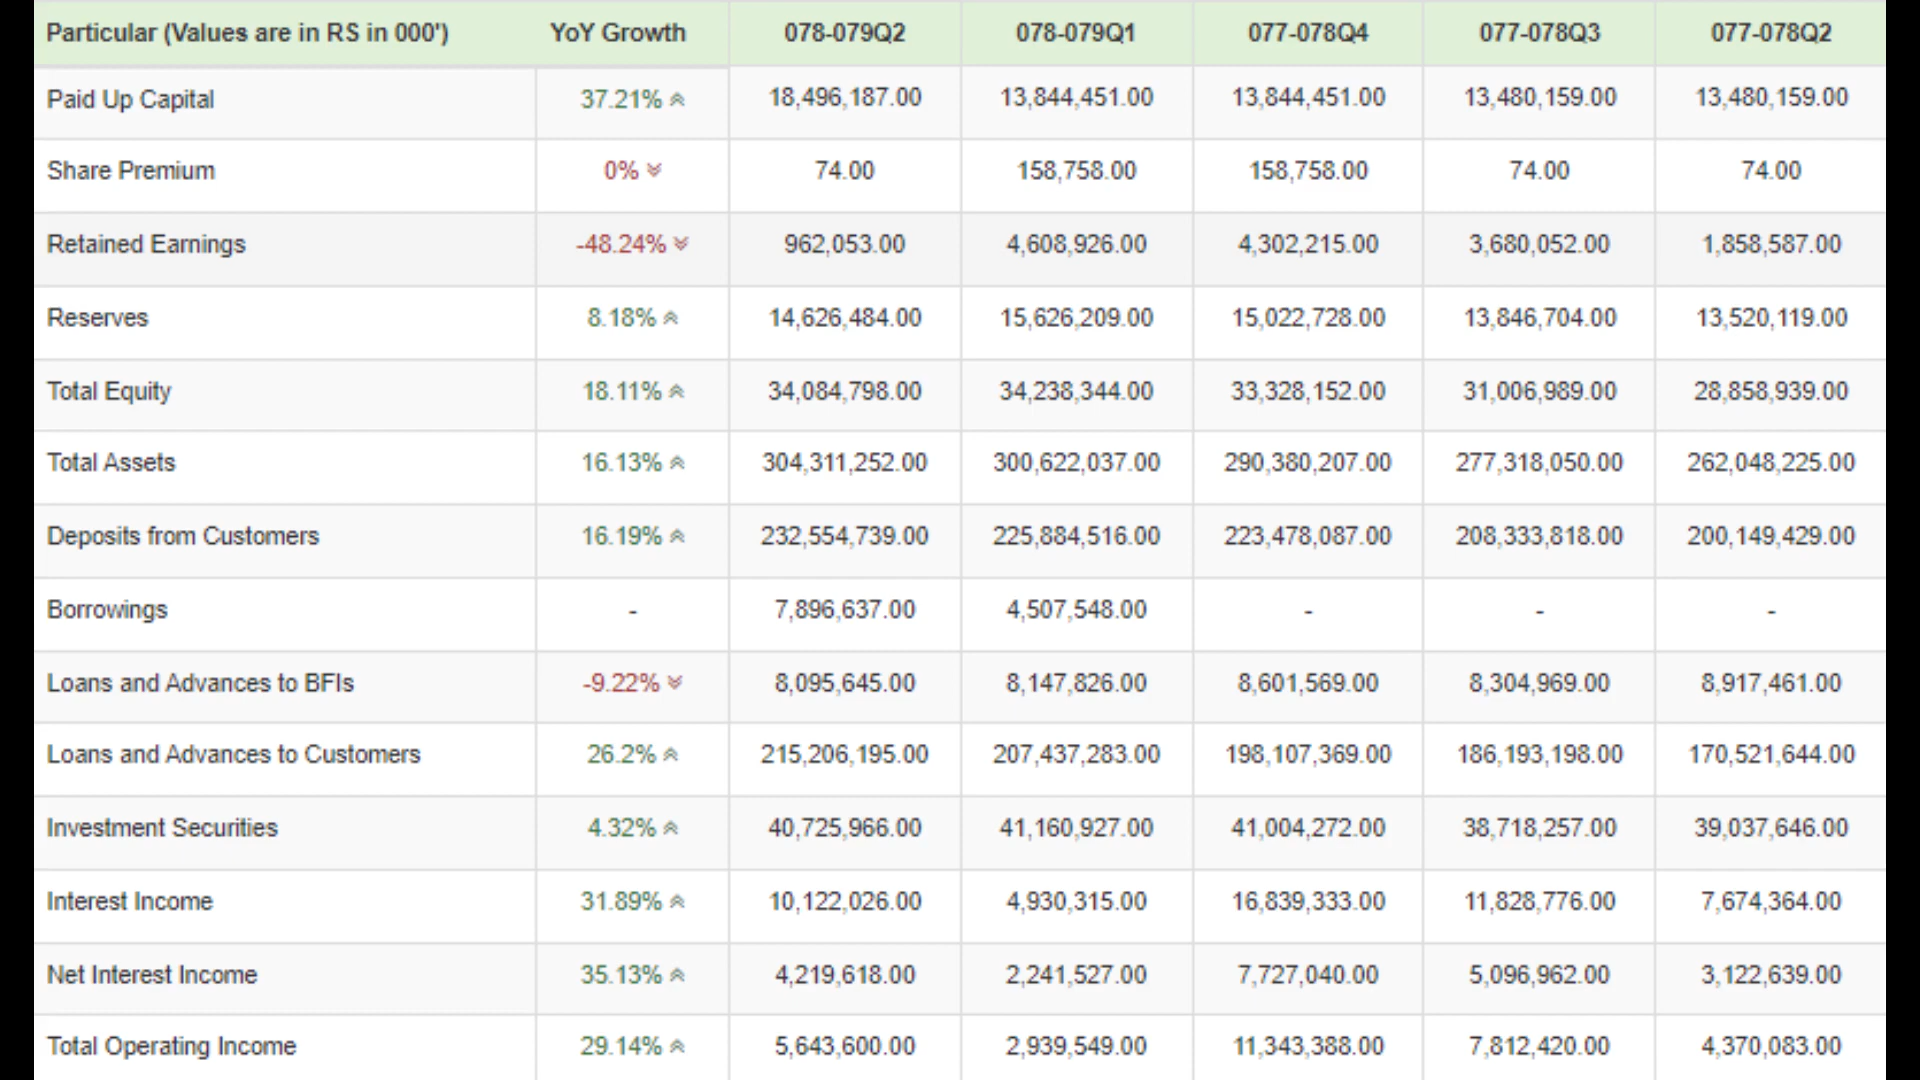 Particular (Values are in RS in 000') YoY Growth 078-079Q2 078-079Q1 077-078Q4 077-078Q3 077-078Q2
Paid Up Capital 37.21% 18,496,187.00 13,844,451.00 13,844,451.00 13,480,159.00 13,480,159.00
Share Premium 0% 74.00 158,758.00 158,758.00 74.00 74.00
Retained Earnings -48.24% 962,053.00 4,608,926.00 4,302,215.00 3,680,052.00 1,858,587.00
Reserves 8.18% 14,626,484.00 15,626,209.00 15,022,728.00 13,846,704.00 13,520,119.00
Total Equity 18.11% 34,084,798.00 34,238,344.00 33,328,152.00 31,006,989.00 28,858,939.00
Total Assets 16.13% 304,311,252.00 300,622,037.00 290,380,207.00 277,318,050.00 262,048,225.00
Deposits from Customers 16.19% 232,554,739.00 225,884,516.00 223,478,087.00 208,333,818.00 200,149,429.00
Borrowings - 7,896,637.00 4,507,548.00 - - -
Loans and Advances to BFIs -9.22% 8,095,645.00 8,147,826.00 8,601,569.00 8,304,969.00 8,917,461.00
Loans and Advances to Customers 26.2% 215,206,195.00 207,437,283.00 198,107,369.00 186,193,198.00 170,521,644.00
Investment Securities 4.32% 40,725,966.00 41,160,927.00 41,004,272.00 38,718,257.00 39,037,646.00
Interest Income 31.89% 10,122,026.00 4,930,315.00 16,839,333.00 11,828,776.00 7,674,364.00
Net Interest Income 35.13% 4,219,618.00 2,241,527.00 7,727,040.00 5,096,962.00 3,122,639.00
Total Operating Income 29.14% 5,643,600.00 2,939,549.00 11,343,388.00 7,812,420.00 4,370,083.00